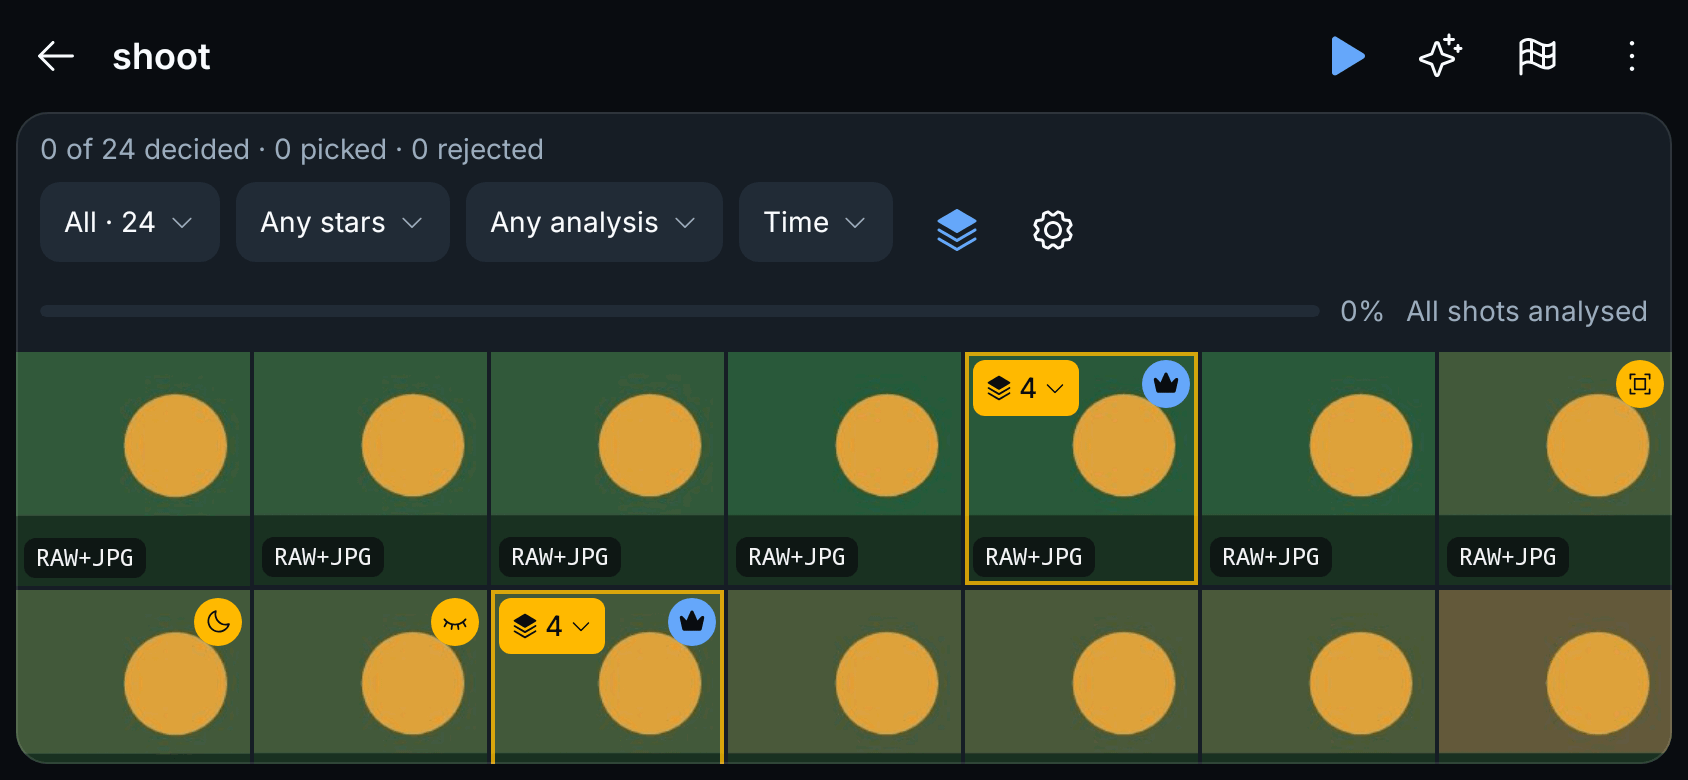 shoot
0 of 24 decided · 0 picked · 0 rejected
All · 24 Any stars Any analysis Time
0% All shots analysed
4
RAW+JPG RAW+JPG RAW+JPG RAW+JPG RAW+JPG RAW+JPG RAW+JPG
4